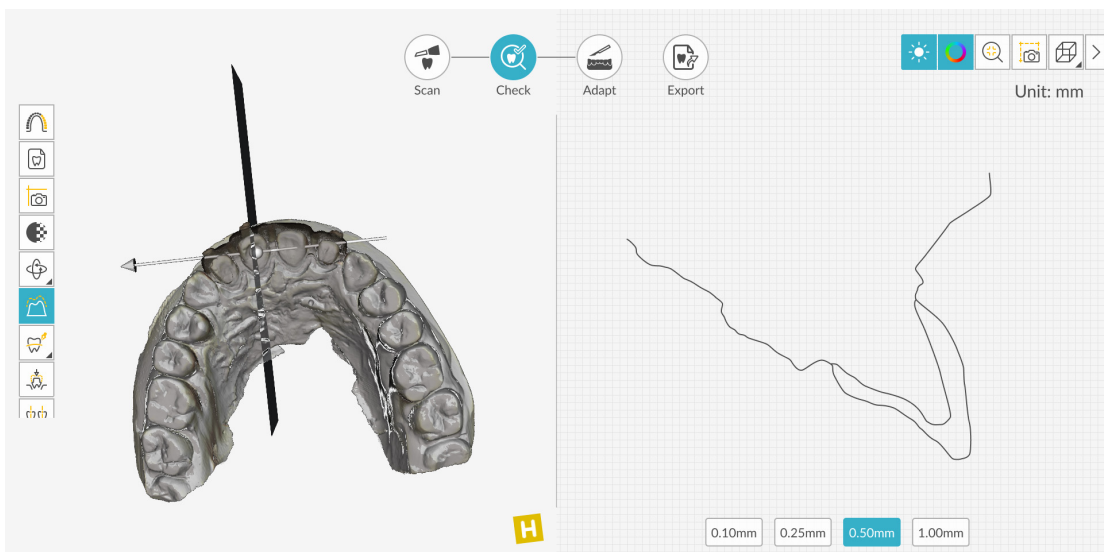 Scan
Check
Adapt
Export
Unit: mm
H
0.10mm
0.25mm
0.50mm
1.00mm